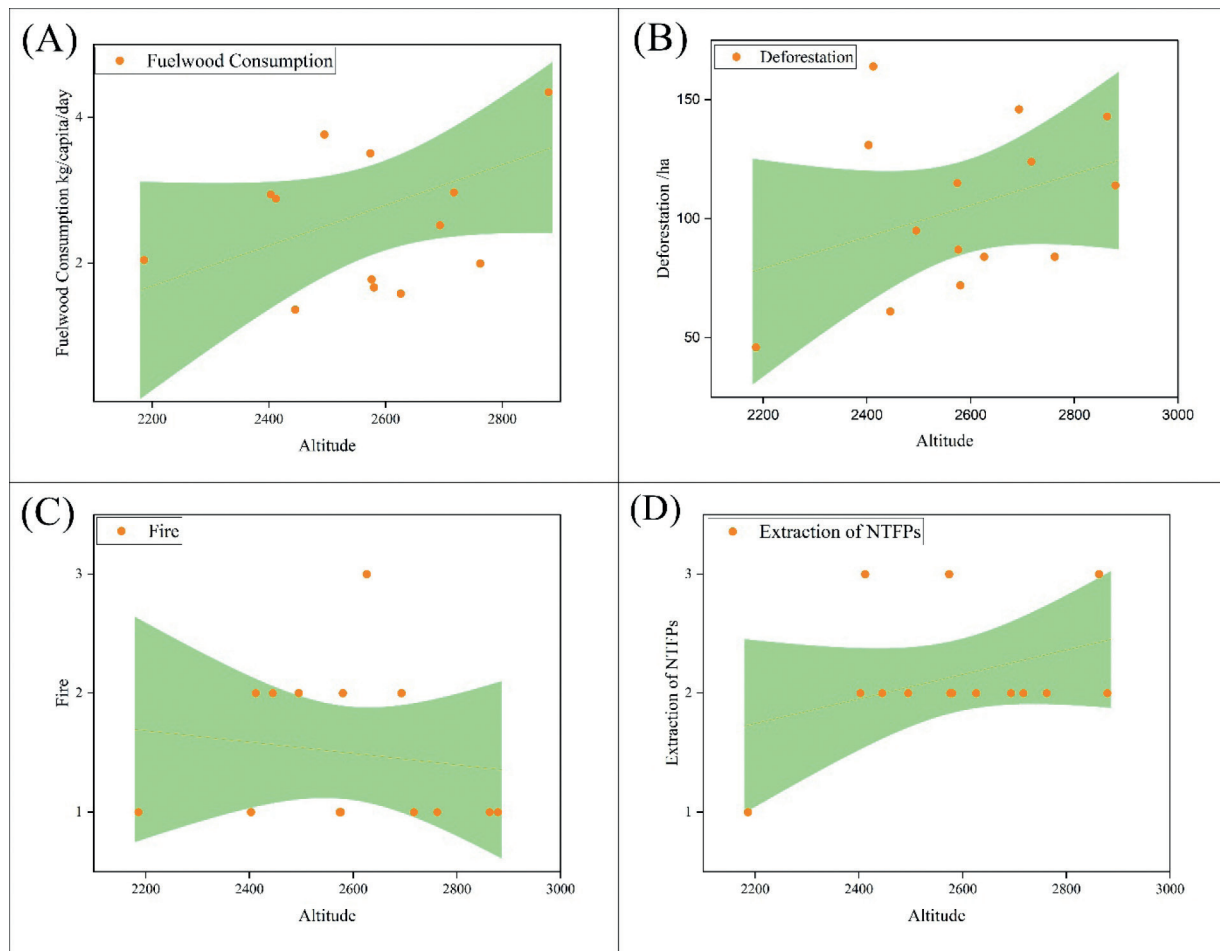 (A)
Fuelwood Consumption
Fuelwood Consumption kg/capita/day
4
2
2200 2400 2600 2800
Altitude
(B)
Deforestation
Deforestation /ha
150
100
50
2200 2400 2600 2800 3000
Altitude
(C)
Fire
Fire
3
2
1
2200 2400 2600 2800 3000
Altitude
(D)
Extraction of NTFPs
Extraction of NTFPs
3
2
1
2200 2400 2600 2800 3000
Altitude